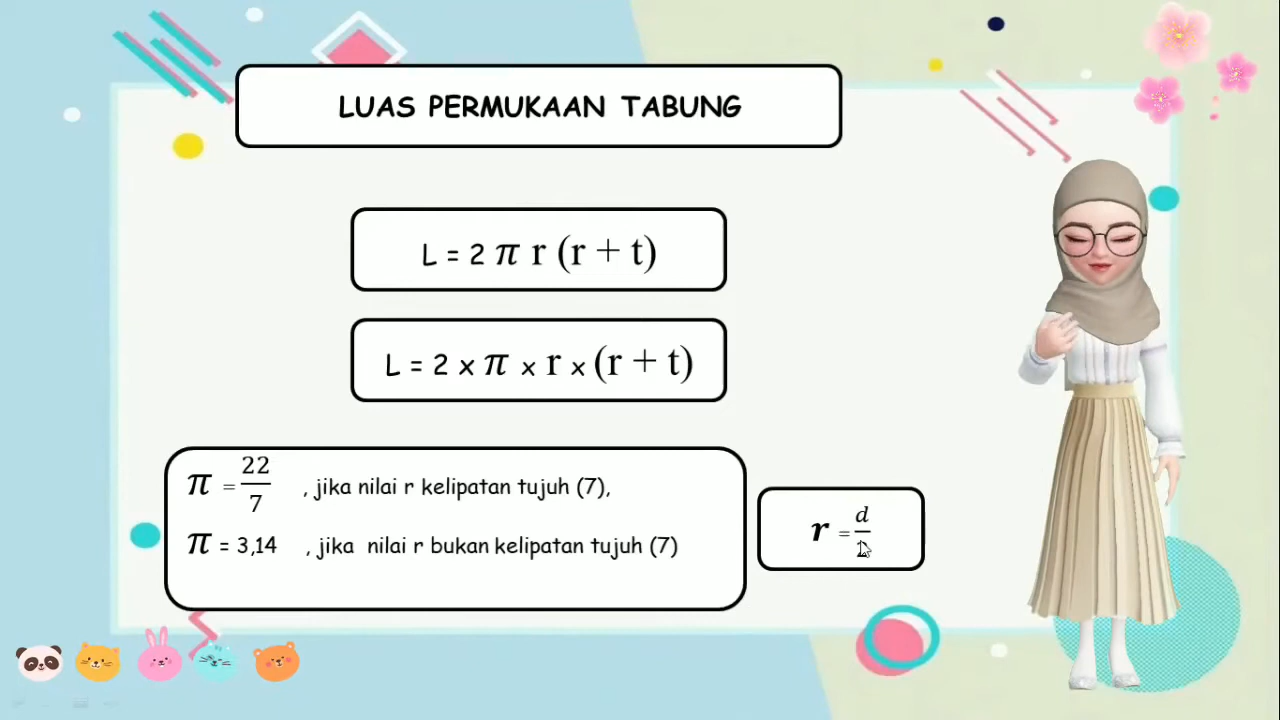 LUAS PERMUKAAN TABUNG
L = 2 π r (r + t)
L = 2 x π x r x (r + t)
π = 22/7 , jika nilai r kelipatan tujuh (7),
π = 3,14 , jika nilai r bukan kelipatan tujuh (7)
r = d/2